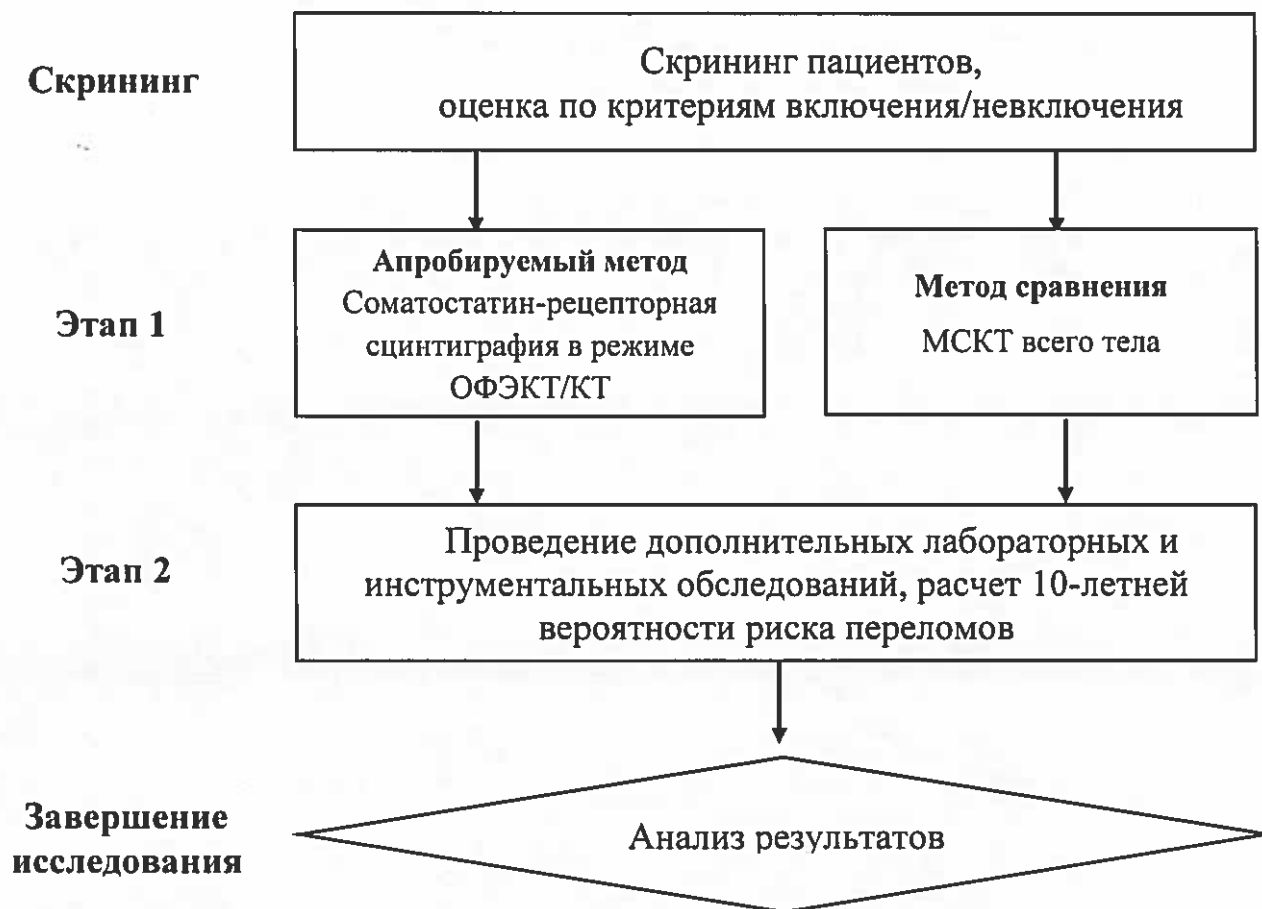 Скрининг
Скрининг пациентов,
оценка по критериям включения/невключения
Этап 1
Апробируемый метод
Соматостатин-рецепторная
сцинтиграфия в режиме
ОФЭКТ/КТ
Метод сравнения
МСКТ всего тела
Этап 2
Проведение дополнительных лабораторных и
инструментальных обследований, расчет 10-летней
вероятности риска переломов
Завершение
исследования
Анализ результатов